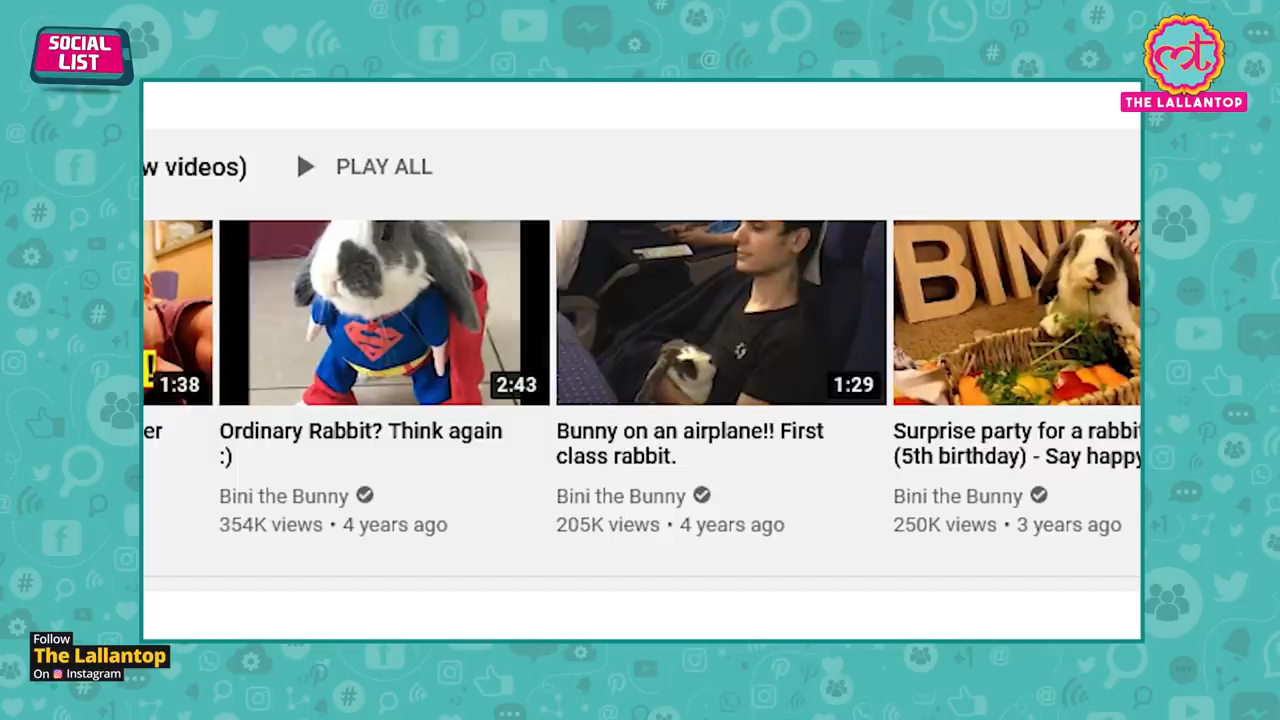 SOCIAL
LIST
लт
THE LALLANTOP
w videos)
PLAY ALL
BIN
1:38
2:43
1:29
er
Ordinary Rabbit? Think again
:)
Bunny on an airplane!! First
class rabbit.
Surprise party for a rabbit
(5th birthday) - Say happy
Bini the Bunny
Bini the Bunny
Bini the Bunny
354K views • 4 years ago
205K views • 4 years ago
250K views • 3 years ago
Follow
The Lallantop
On Instagram